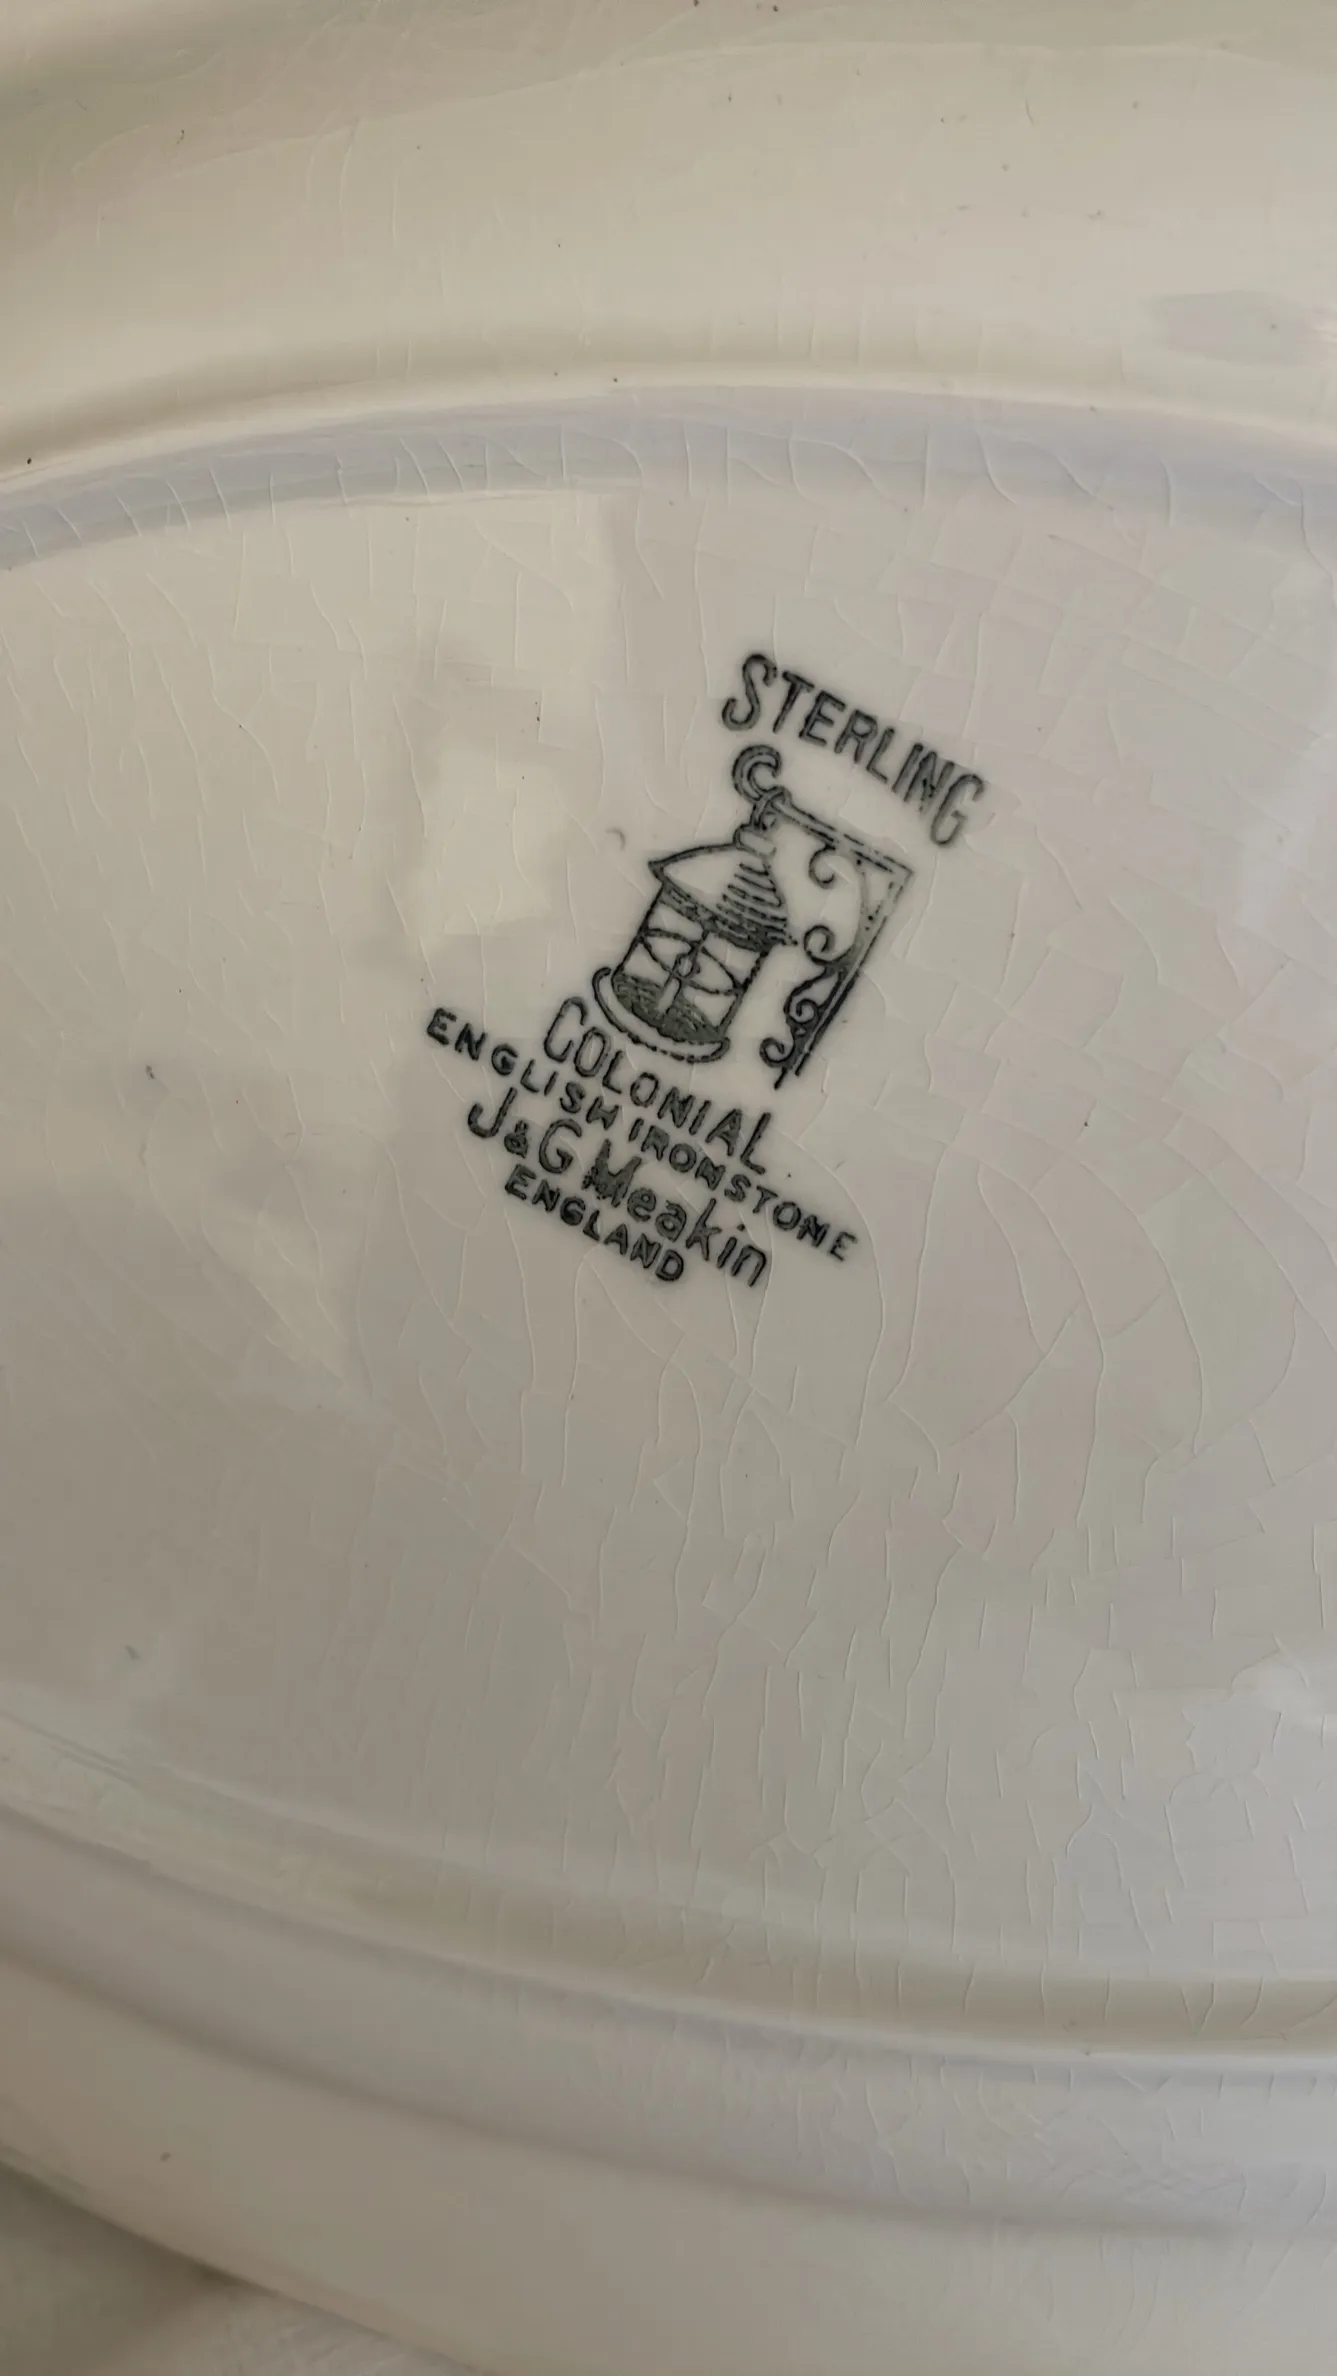 STERLING
COLONIAL
ENGLISH IRONSTONE
J&G Meakin
ENGLAND